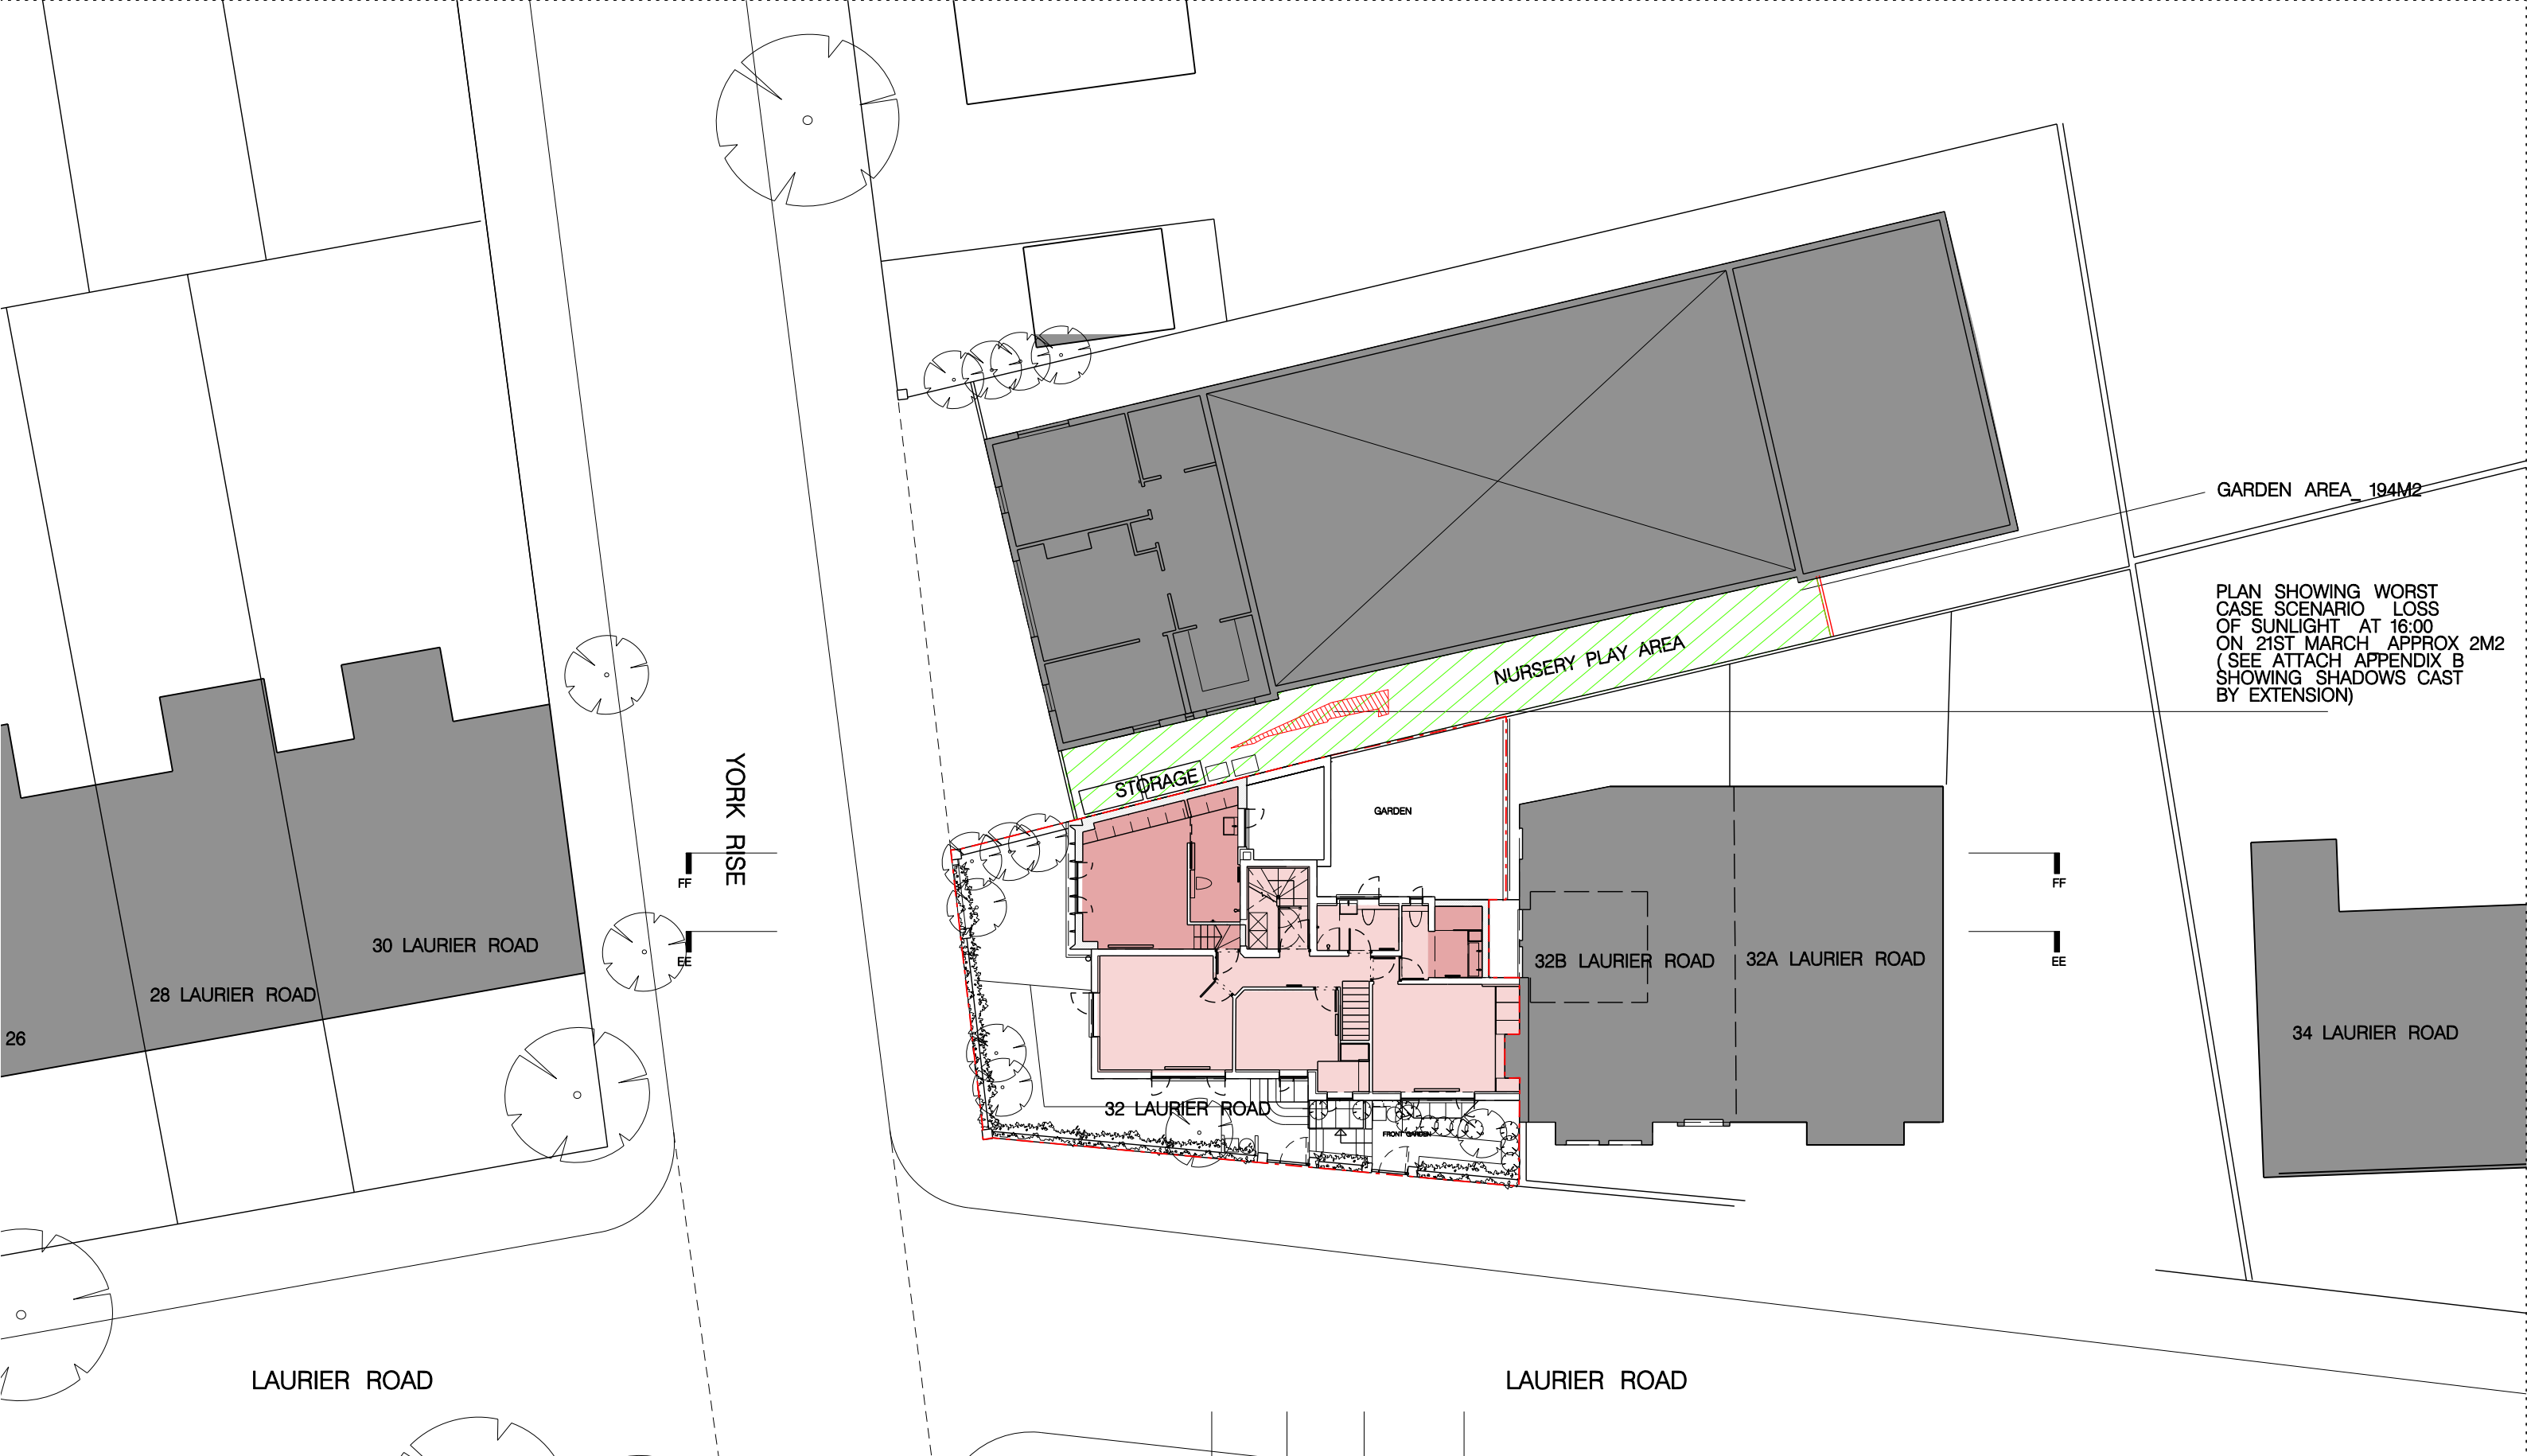 GARDEN AREA_ 194M2
PLAN SHOWING WORST
CASE SCENARIO_ LOSS
OF SUNLIGHT AT 16:00
ON 21ST MARCH_ APPROX 2M2
( SEE ATTACH APPENDIX B
SHOWING SHADOWS CAST
BY EXTENSION)
NURSERY PLAY AREA
STORAGE
GARDEN
YORK RISE
FF
FF
EE
EE
30 LAURIER ROAD
28 LAURIER ROAD
26
32B LAURIER ROAD
32A LAURIER ROAD
34 LAURIER ROAD
32 LAURIER ROAD
FRONT GARDEN
LAURIER ROAD
LAURIER ROAD